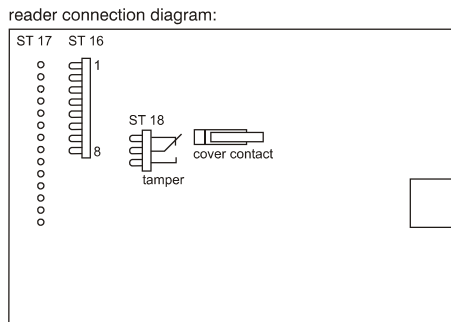 reader connection diagram:
ST 17 ST 16
1
ST 18
8
cover contact
tamper